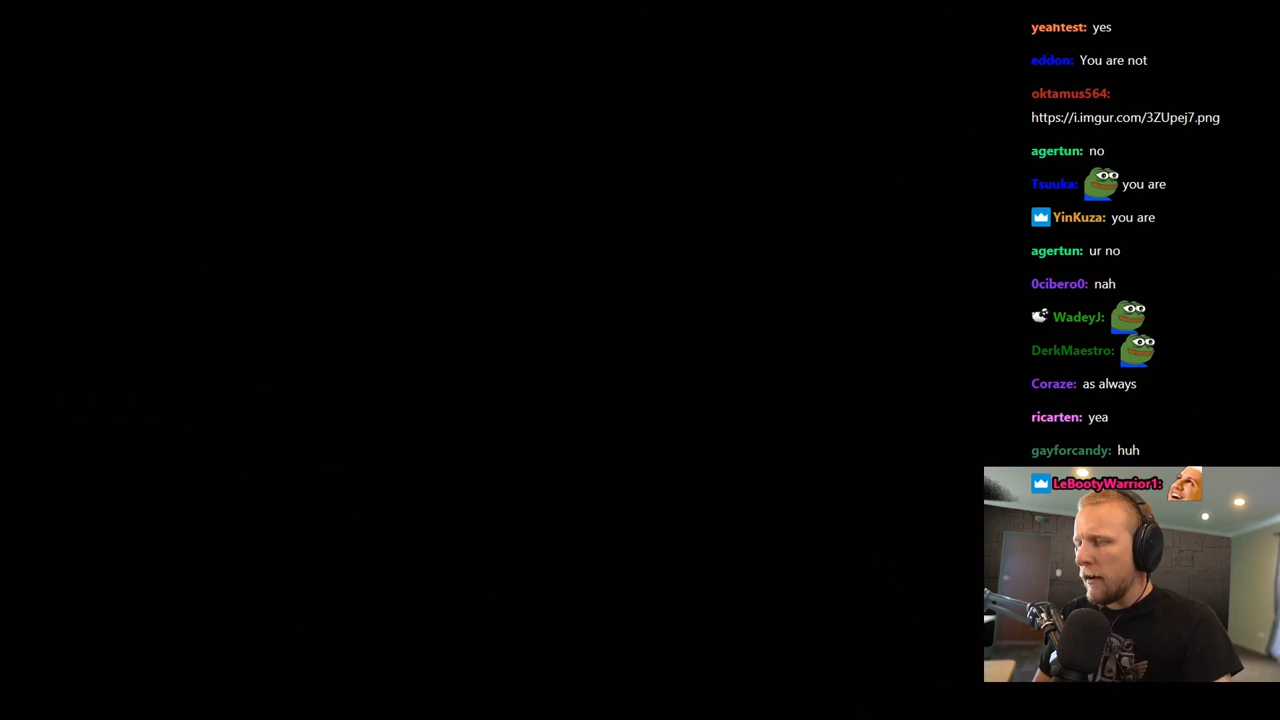 yeahtest: yes
eddon: You are not
oktamus564:
https://i.imgur.com/3ZUpej7.png
agertun: no
Tsuuka: you are
YinKuza: you are
agertun: ur no
0cibero0: nah
WadeyJ:
DerkMaestro:
Coraze: as always
ricarten: yea
gayforcandy: huh
LeBootyWarrior1: